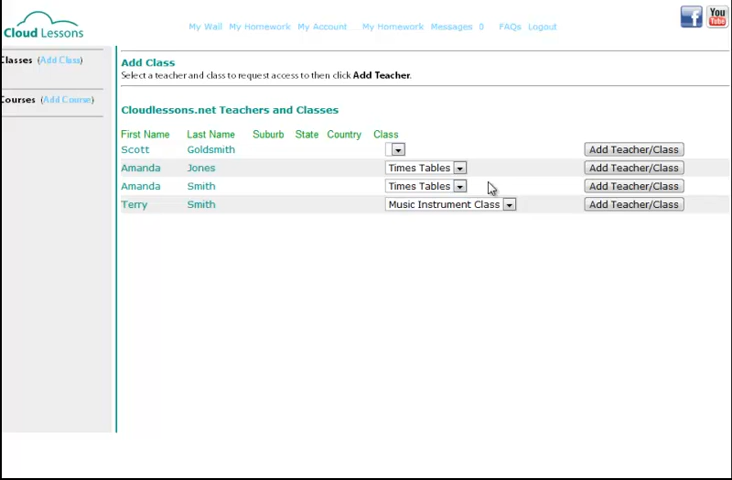 Cloud Lessons
My Wall My Homework My Account My Homework Messages 0 FAQs Logout
You Tube
Classes (Add Class)
Courses (Add Course)
Add Class
Select a teacher and class to request access to then click Add Teacher.
Cloudlessons.net Teachers and Classes
First Name Last Name Suburb State Country Class
Scott Goldsmith Add Teacher/Class
Amanda Jones Times Tables Add Teacher/Class
Amanda Smith Times Tables Add Teacher/Class
Terry Smith Music Instrument Class Add Teacher/Class